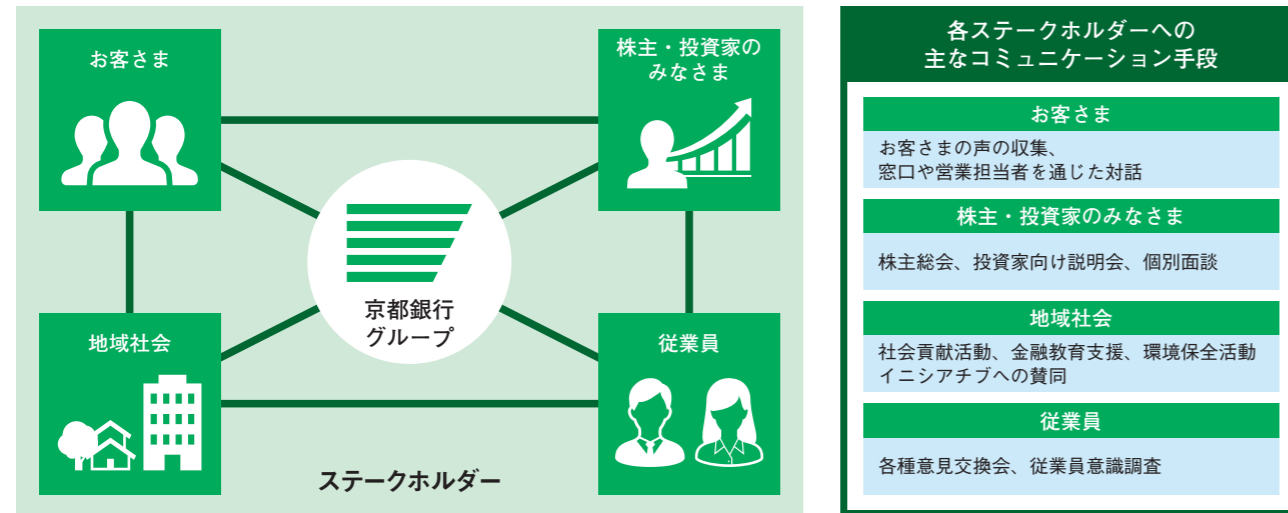 お客さま
株主・投資家の
みなさま
京都銀行
グループ
地域社会
従業員
ステークホルダー
各ステークホルダーへの
主なコミュニケーション手段
お客さま
お客さまの声の収集、
窓口や営業担当者を通じた対話
株主・投資家のみなさま
株主総会、投資家向け説明会、個別面談
地域社会
社会貢献活動、金融教育支援、環境保全活動
イニシアチブへの賛同
従業員
各種意見交換会、従業員意識調査